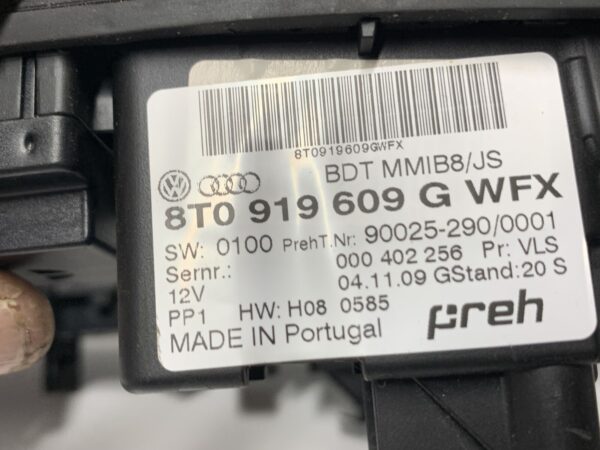 8T0919609GWFX
BDT MMIB8/JS
8T0 919 609 G WFX
SW: 0100 PrehT.Nr: 90025-290/0001
Sernr.: 000 402 256 Pr: VLS
12V 04.11.09 GStand: 20 S
PP1 HW: H08 0585
preh
MADE IN Portugal